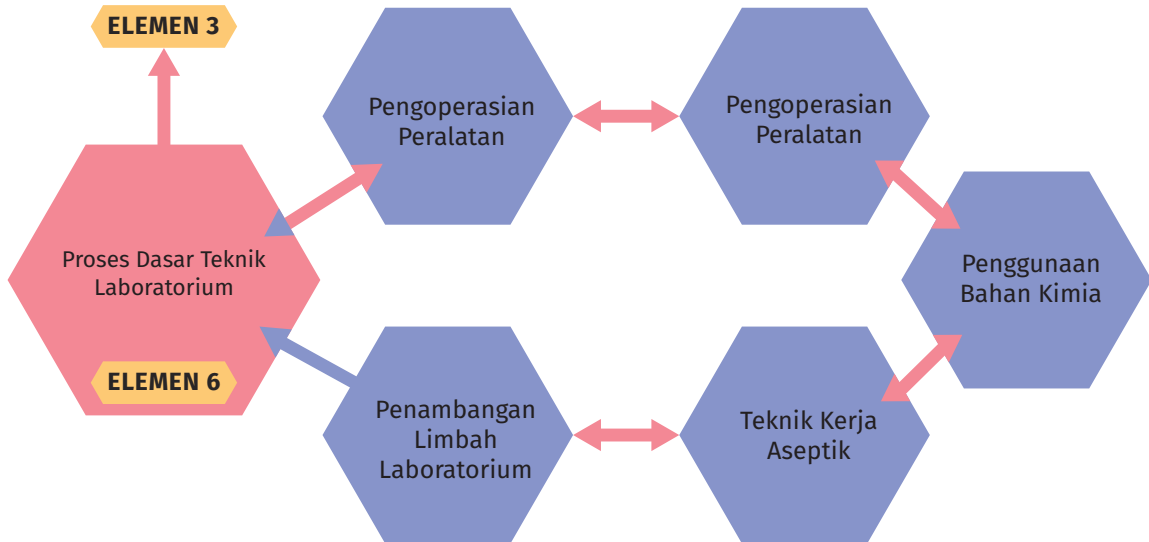 ELEMEN 3
Pengoperasian
Peralatan
Pengoperasian
Peralatan
Proses Dasar Teknik
Laboratorium
Penggunaan
Bahan Kimia
ELEMEN 6
Penambangan
Limbah
Laboratorium
Teknik Kerja
Aseptik